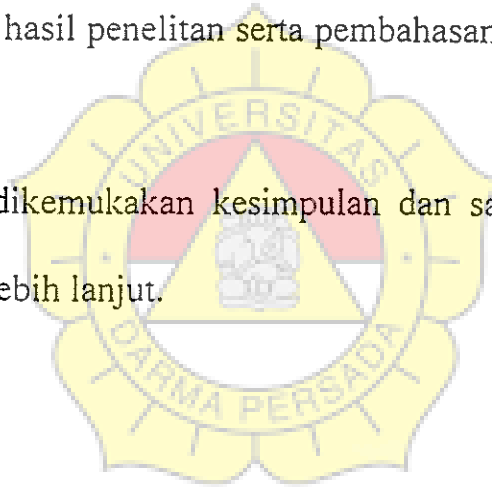 hasil penelitan serta pembahasan
UNIVERSITAS
dikemukakan kesimpulan dan sa
ebih lanjut.
DARMA PERSADA